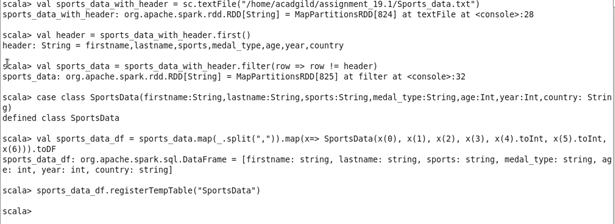 scala> val sports_data_with_header = sc.textFile("/home/acadgild/assignment_19.1/Sports_data.txt")
sports_data_with_header: org.apache.spark.rdd.RDD[String] = MapPartitionsRDD[824] at textFile at <console>:28
scala> val header = sports_data_with_header.first()
header: String = firstname,lastname,sports,medal_type,age,year,country
scala> val sports_data = sports_data_with_header.filter(row => row != header)
sports_data: org.apache.spark.rdd.RDD[String] = MapPartitionsRDD[825] at filter at <console>:32
scala> case class SportsData(firstname:String,lastname:String,sports:String,medal_type:String,age:Int,year:Int,country: Strin
g)
defined class SportsData
scala> val sports_data_df = sports_data.map(_.split(",")).map(x=> SportsData(x(0), x(1), x(2), x(3), x(4).toInt, x(5).toInt,
x(6))).toDF
sports_data_df: org.apache.spark.sql.DataFrame = [firstname: string, lastname: string, sports: string, medal_type: string, ag
e: int, year: int, country: string]
scala> sports_data_df.registerTempTable("SportsData")
scala>